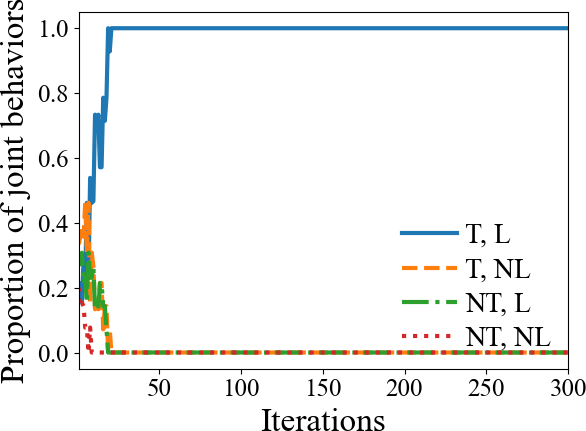 Proportion of joint behaviors
1.0
0.8
0.6
0.4
0.2
0.0
T, L
T, NL
NT, L
NT, NL
50
100
150
200
250
300
Iterations